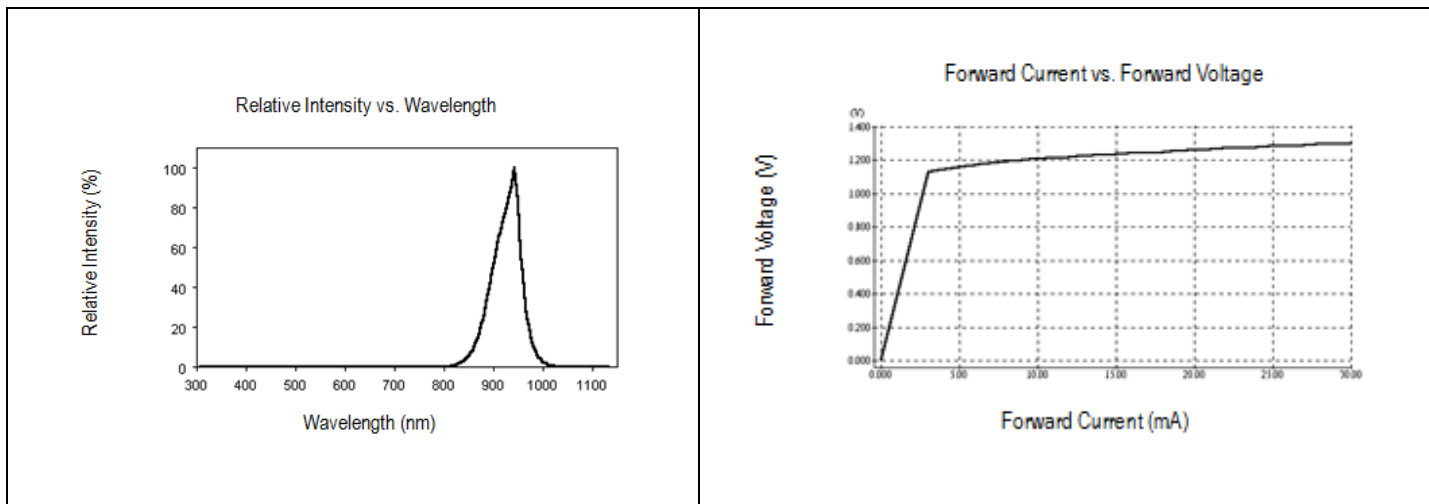 Relative Intensity vs. Wavelength
Relative Intensity (%)
100
80
60
40
20
0
300 400 500 600 700 800 900 1000 1100
Wavelength (nm)
Forward Current vs. Forward Voltage
(V)
Forward Voltage (V)
1.400
1.200
1.000
0.800
0.600
0.400
0.200
0.000
0.000 5.00 10.00 15.00 20.00 25.00 30.00
Forward Current (mA)